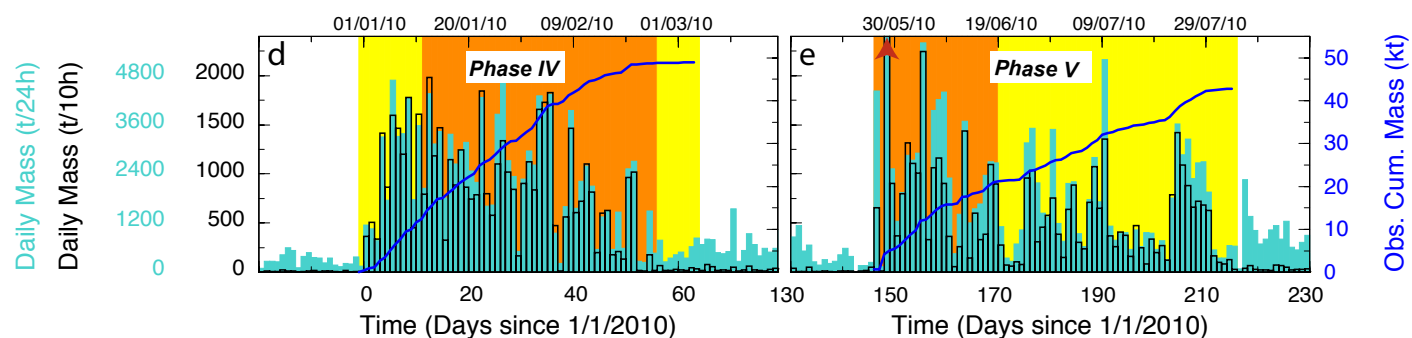 01/01/10 20/01/10 09/02/10 01/03/10 30/05/10 19/06/10 09/07/10 29/07/10
d Phase IV e Phase V
Daily Mass (t/24h)
4800
3600
2400
1200
0
Daily Mass (t/10h)
2000
1500
1000
500
0
50
40
30
20
10
0
Obs. Cum. Mass (kt)
0 20 40 60 78 130 150 170 190 210 230
Time (Days since 1/1/2010) Time (Days since 1/1/2010)